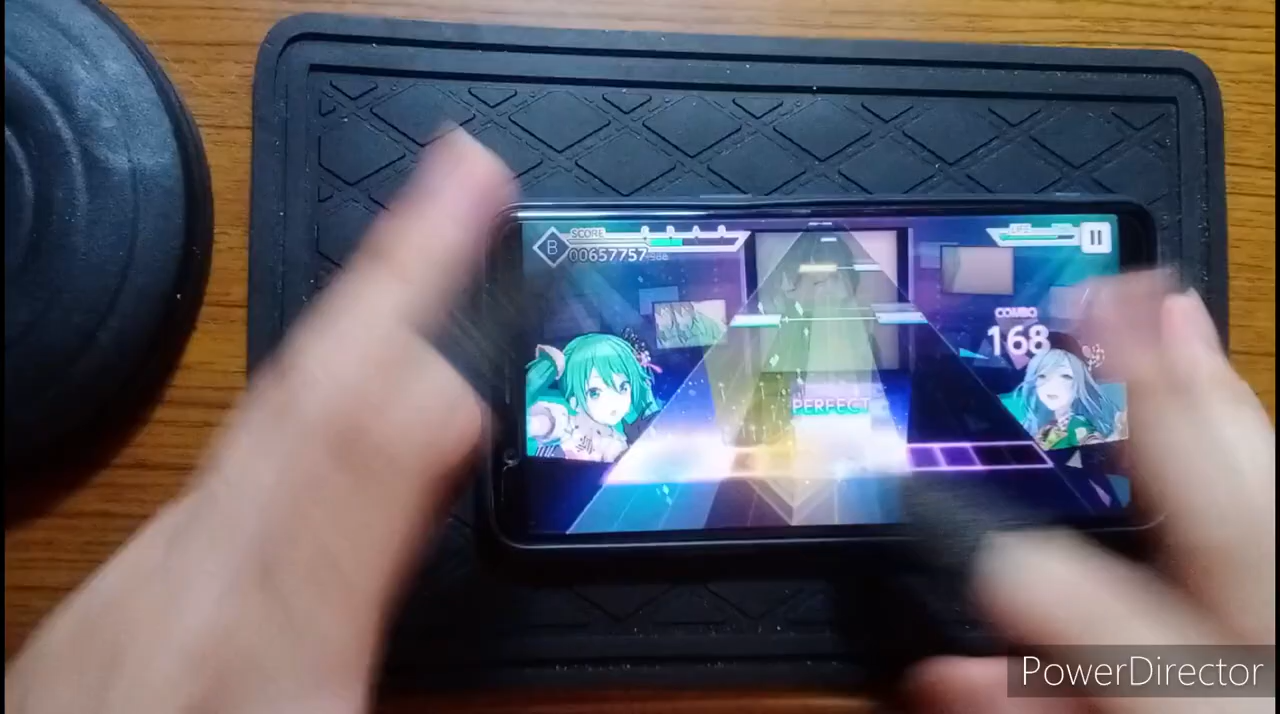 B
SCORE
C B A S
00657757
LIFE
COMBO
168
PERFECT
PowerDirector